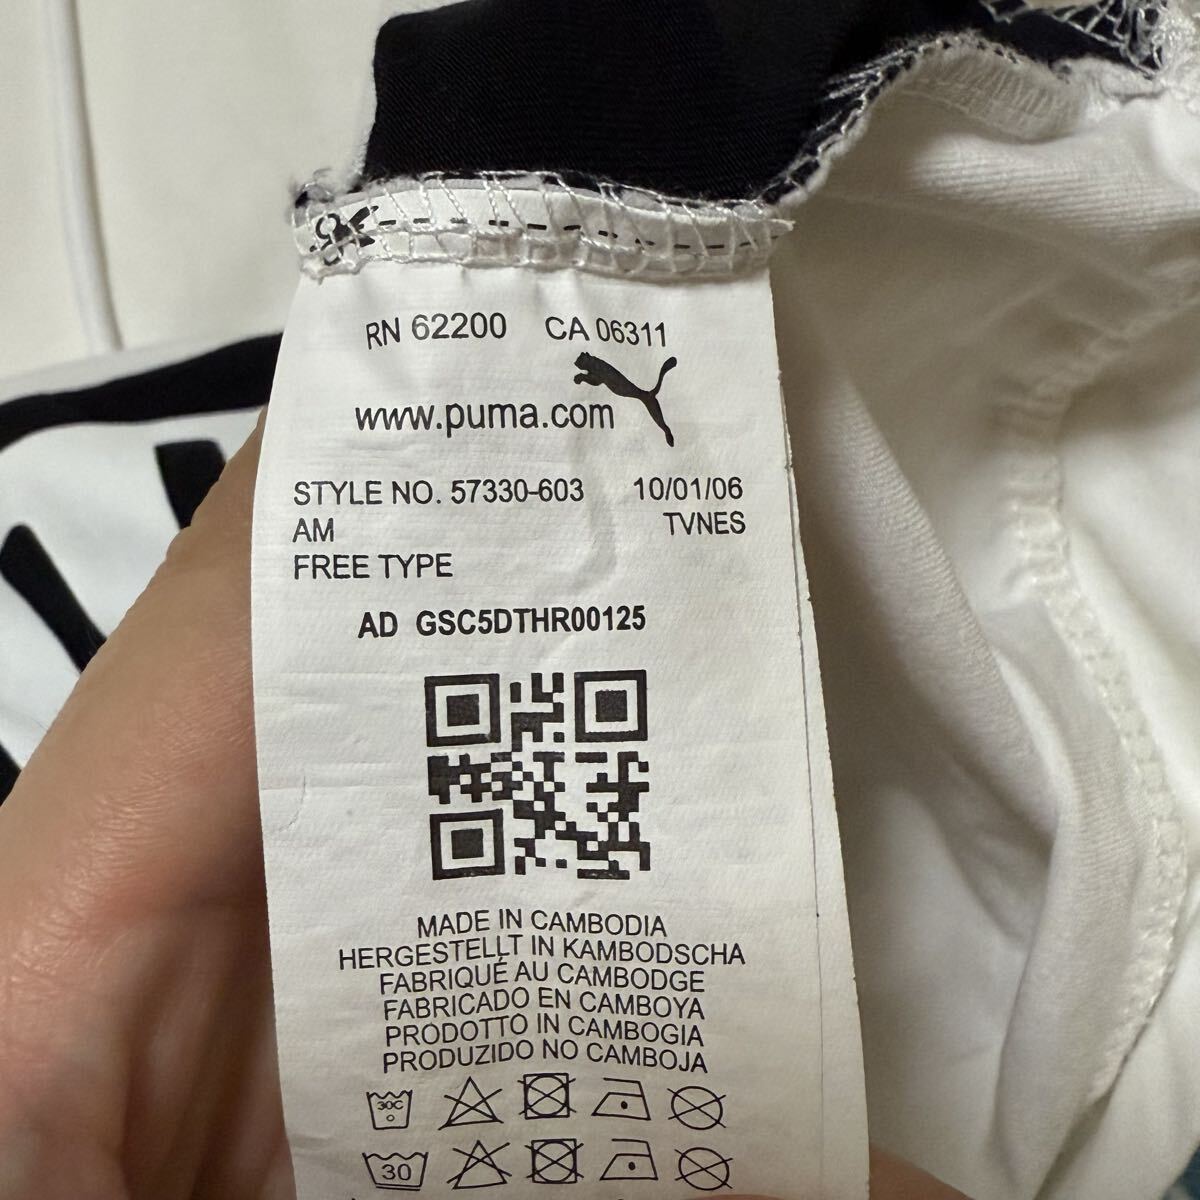 RN 62200 CA 06311
www.puma.com
STYLE NO. 57330-603 10/01/06
AM TVNES
FREE TYPE
AD GSC5DTHR00125
MADE IN CAMBODIA
HERGESTELLT IN KAMBODSCHA
FABRIQUÉ AU CAMBODGE
FABRICADO EN CAMBOYA
PRODOTTO IN CAMBOGIA
PRODUZIDO NO CAMBOJA
30C
30